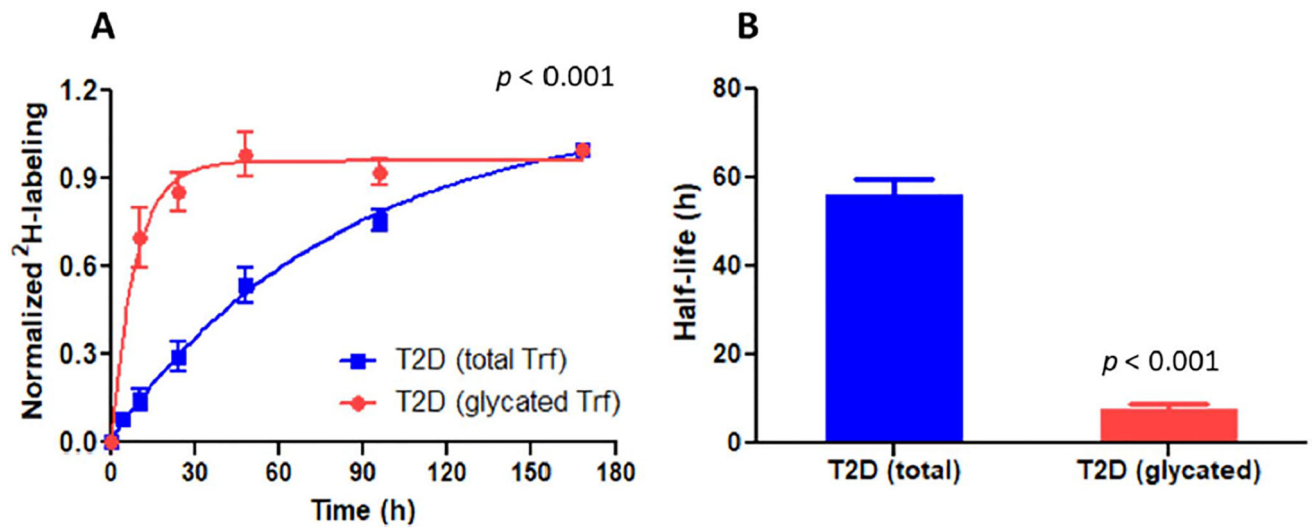 A
p < 0.001
Normalized ²H-labeling
1.2
0.9
0.6
0.3
0.0
T2D (total Trf)
T2D (glycated Trf)
0 30 60 90 120 150 180
Time (h)
B
Half-life (h)
80
60
40
20
0
p < 0.001
T2D (total) T2D (glycated)